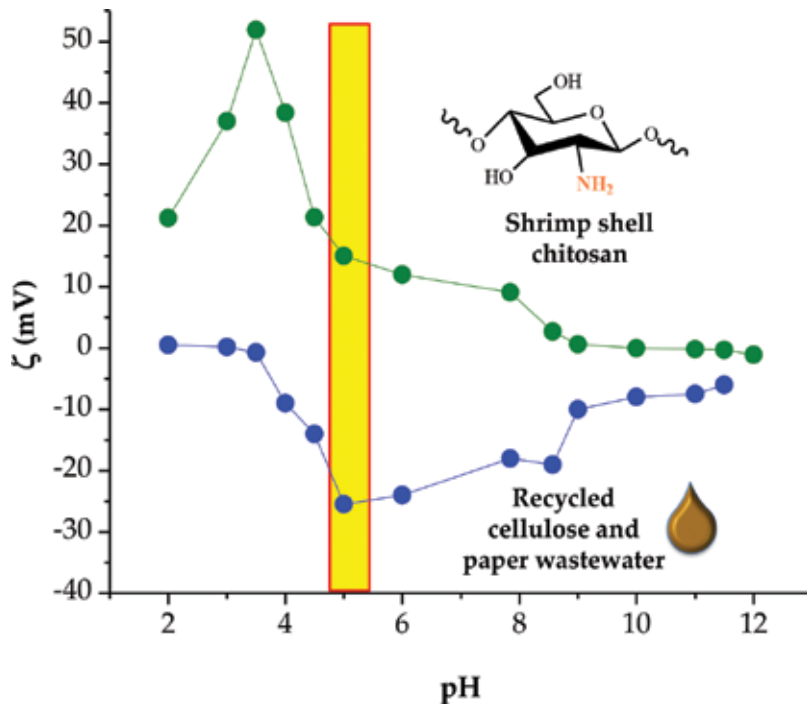 50
40
30
20
10
0
-10
-20
-30
-40
ζ (mV)
OH
O
O
O
HO
NH₂
Shrimp shell
chitosan
Recycled
cellulose and
paper wastewater
2
4
6
8
10
12
pH